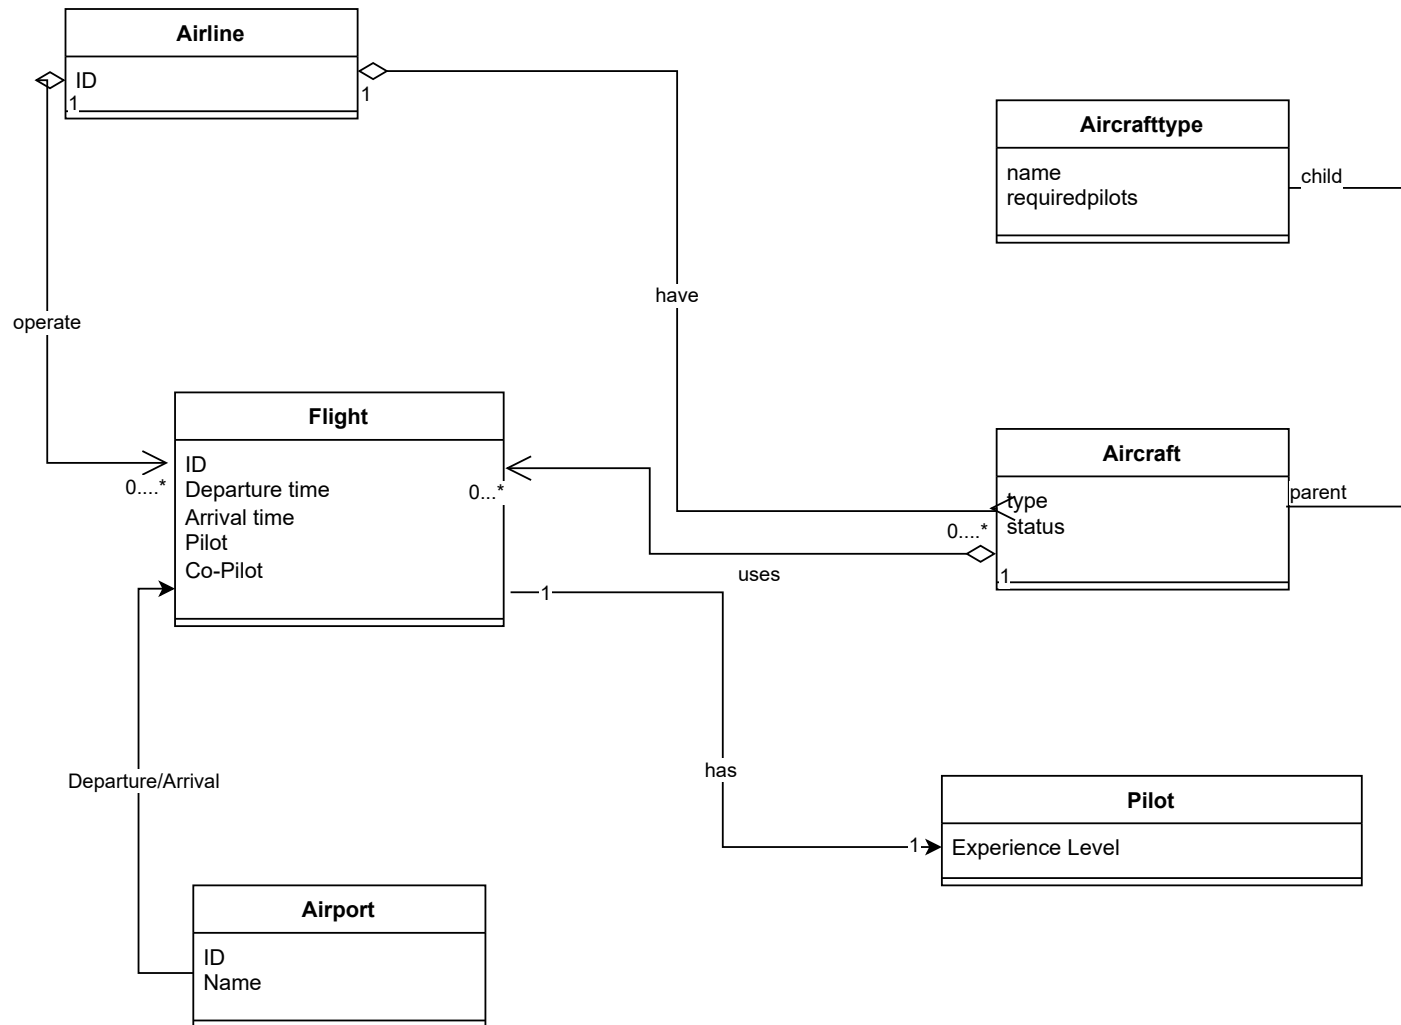 Airline
ID
1
1
Aircrafttype
name
requiredpilots
child
have
operate
Flight
ID
Departure time
Arrival time
Pilot
Co-Pilot
0....*
0...*
Aircraft
type
status
parent
0....*
1
uses
1
has
Departure/Arrival
Pilot
Experience Level
1
Airport
ID
Name